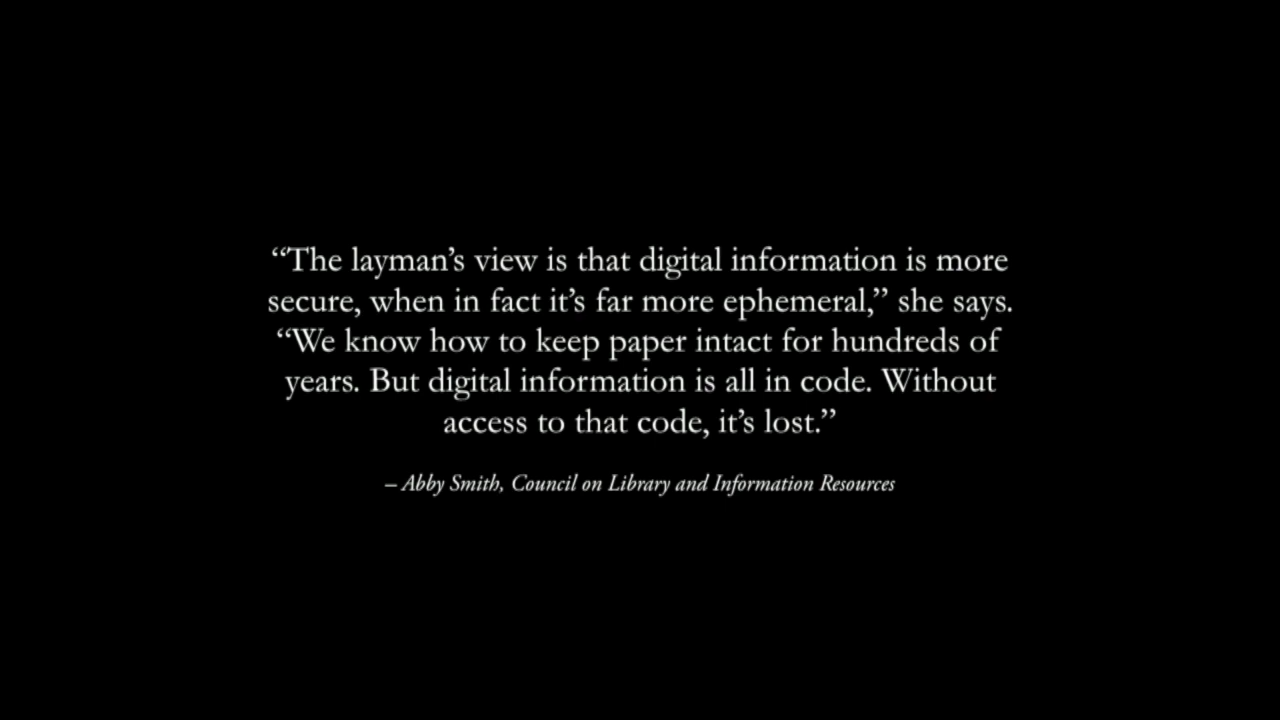 “The layman’s view is that digital information is more
secure, when in fact it’s far more ephemeral,” she says.
“We know how to keep paper intact for hundreds of
years. But digital information is all in code. Without
access to that code, it’s lost.”
– Abby Smith, Council on Library and Information Resources